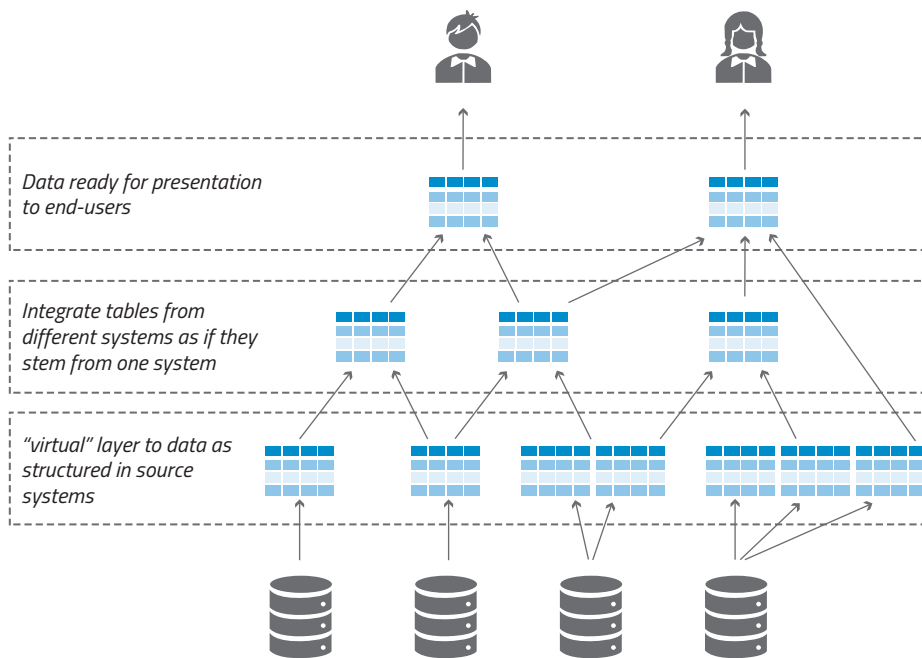 Data ready for presentation
to end-users
Integrate tables from
different systems as if they
stem from one system
“virtual” layer to data as
structured in source
systems